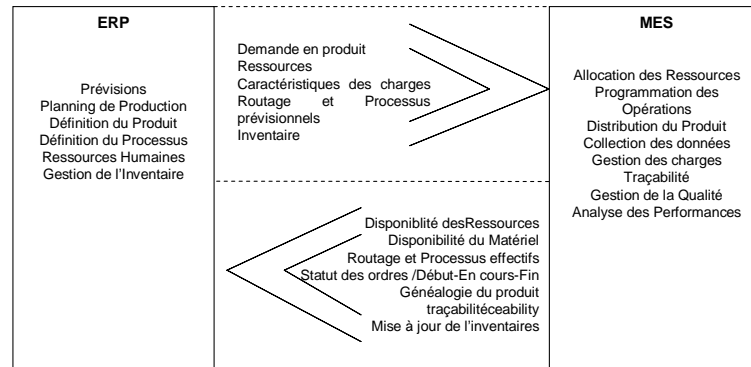 ERP
Prévisions
Planning de Production
Définition du Produit
Définition du Processus
Ressources Humaines
Gestion de l'Inventaire
Demande en produit
Ressources
Caractéristiques des charges
Routage et Processus
prévisionnels
Inventaire
Disponiblité desRessources
Disponibilité du Matériel
Routage et Processus effectifs
Statut des ordres /Début-En cours-Fin
Généalogie du produit
traçabilitéceability
Mise à jour de l'inventaires
MES
Allocation des Ressources
Programmation des
Opérations
Distribution du Produit
Collection des données
Gestion des charges
Traçabilité
Gestion de la Qualité
Analyse des Performances